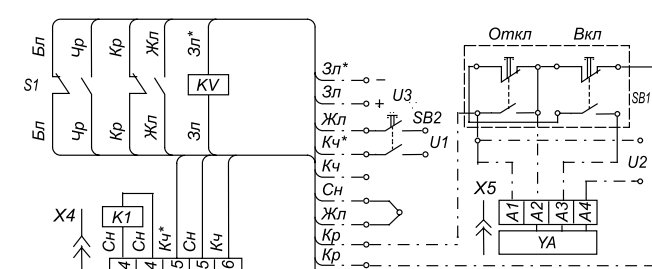 Бл Чр Кр Жл Зл*
S1
KV
Бл Чр Кр Жл Зл
Зл* –
Зл +
U3
Жл
SB2
Кч*
U1
Кч
Сн
Жл
Кр
Кр
Откл Вкл
SB1
U2
X5
A1 A2 A3 A4
YA
X4
K1
Сн Сн Кч* Сн Кч
4 4 5 5 6